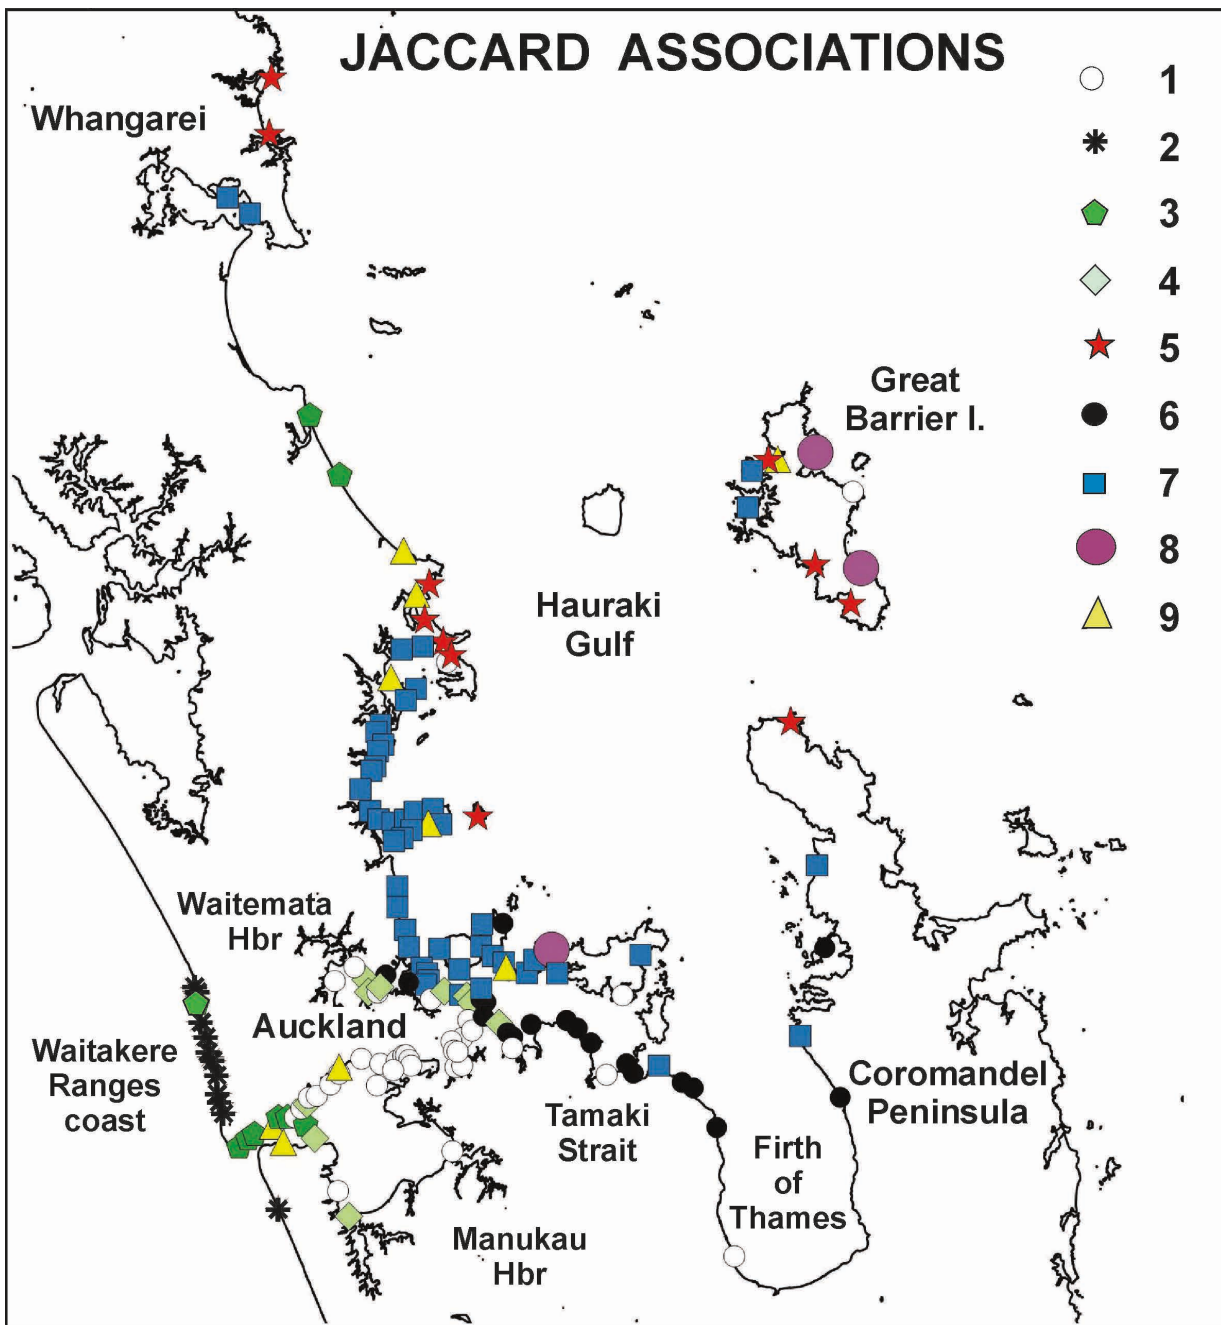 JACCARD ASSOCIATIONS
Whangarei
1
2
3
4
5
6
7
8
9
Great
Barrier I.
Hauraki
Gulf
Waitemata
Hbr
Auckland
Waitakere
Ranges
coast
Tamaki
Strait
Coromandel
Peninsula
Firth
of
Thames
Manukau
Hbr